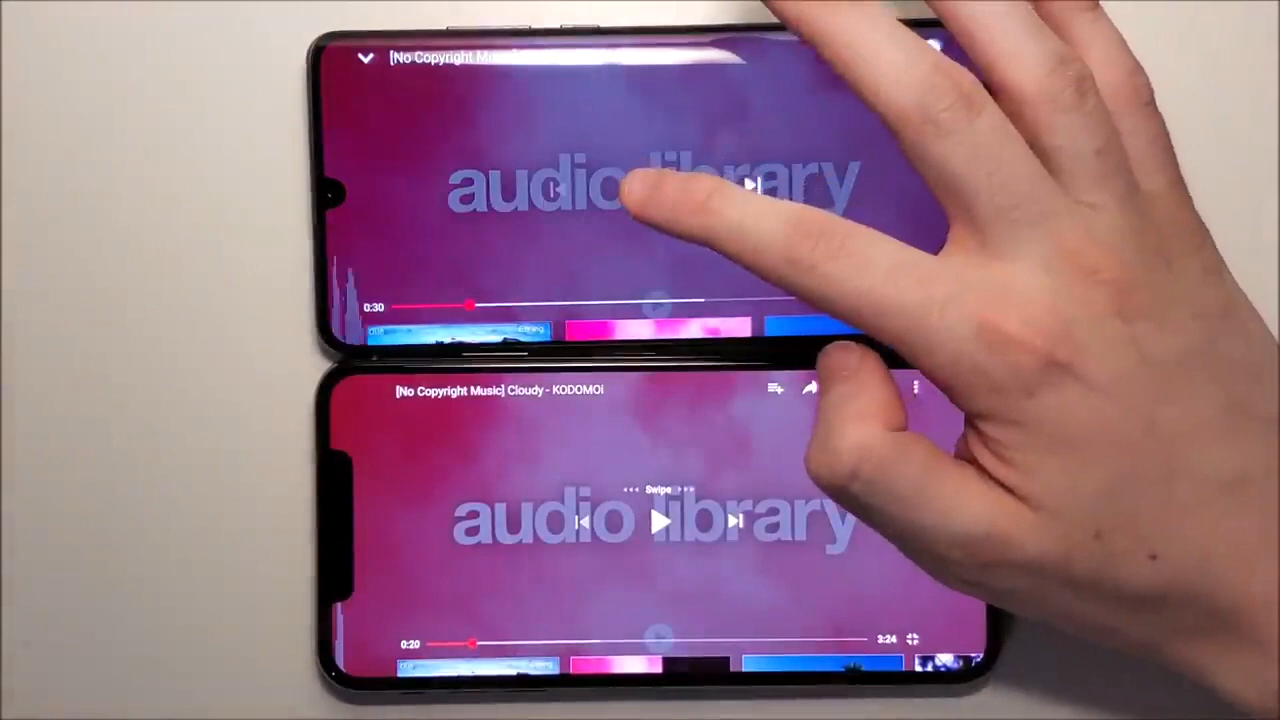 [No Copyright Mu
audio library
0:30
[No Copyright Music] Cloudy - KODOMOi
Swipe
audio library
0:20
3:24